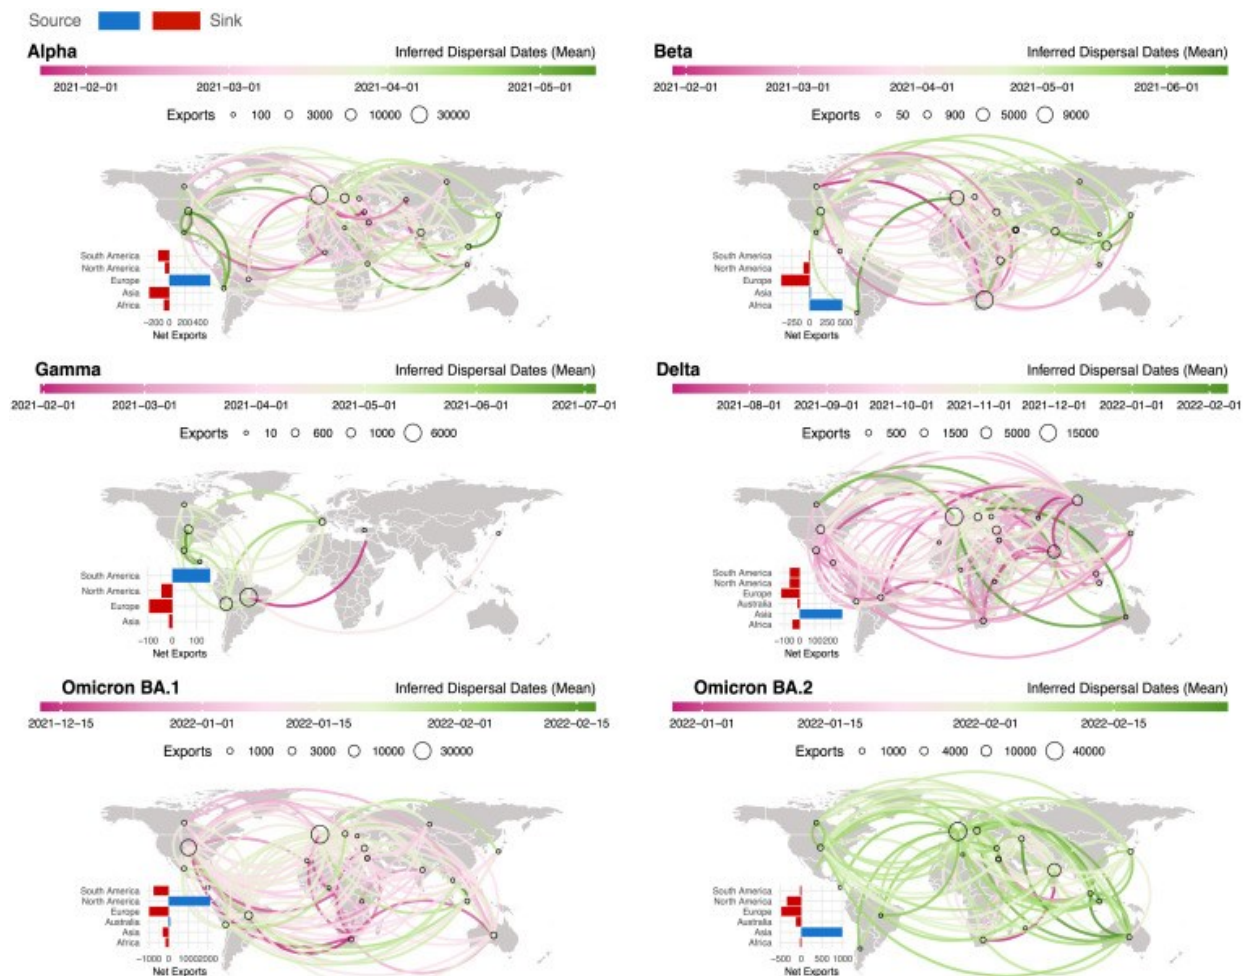 Source Sink
Alpha Inferred Dispersal Dates (Mean)
2021-02-01 2021-03-01 2021-04-01 2021-05-01
Exports 100 3000 10000 30000
South America
North America
Europe
Asia
Africa
-200 0 200 400
Net Exports
Beta Inferred Dispersal Dates (Mean)
2021-02-01 2021-03-01 2021-04-01 2021-05-01 2021-06-01
Exports 50 900 5000 9000
South America
North America
Europe
Asia
Africa
-250 0 250 500
Net Exports
Gamma Inferred Dispersal Dates (Mean)
2021-02-01 2021-03-01 2021-04-01 2021-05-01 2021-06-01 2021-07-01
Exports 10 600 1000 6000
South America
North America
Europe
Asia
-100 0 100
Net Exports
Delta Inferred Dispersal Dates (Mean)
2021-08-01 2021-09-01 2021-10-01 2021-11-01 2021-12-01 2022-01-01 2022-02-01
Exports 500 1500 5000 15000
South America
North America
Europe
Australia
Asia
Africa
-100 0 100 200
Net Exports
Omicron BA.1 Inferred Dispersal Dates (Mean)
2021-12-15 2022-01-01 2022-01-15 2022-02-01 2022-02-15
Exports 1000 3000 10000 30000
South America
North America
Europe
Australia
Asia
Africa
-1000 0 1000 2000
Net Exports
Omicron BA.2 Inferred Dispersal Dates (Mean)
2022-01-01 2022-01-15 2022-02-01 2022-02-15
Exports 1000 4000 10000 40000
South America
North America
Europe
Australia
Asia
Africa
-500 0 500 1000
Net Exports